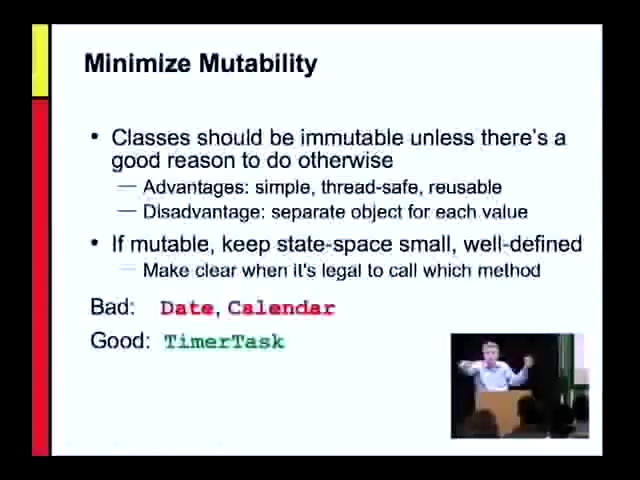 Minimize Mutability
• Classes should be immutable unless there's a
good reason to do otherwise
— Advantages: simple, thread-safe, reusable
— Disadvantage: separate object for each value
• If mutable, keep state-space small, well-defined
— Make clear when it's legal to call which method
Bad: Date, Calendar
Good: TimerTask